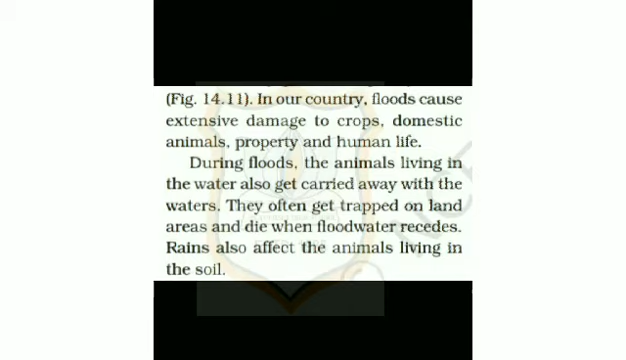 (Fig. 14.11). In our country, floods cause
extensive damage to crops, domestic
animals, property and human life.
During floods, the animals living in
the water also get carried away with the
waters. They often get trapped on land
areas and die when floodwater recedes.
Rains also affect the animals living in
the soil.